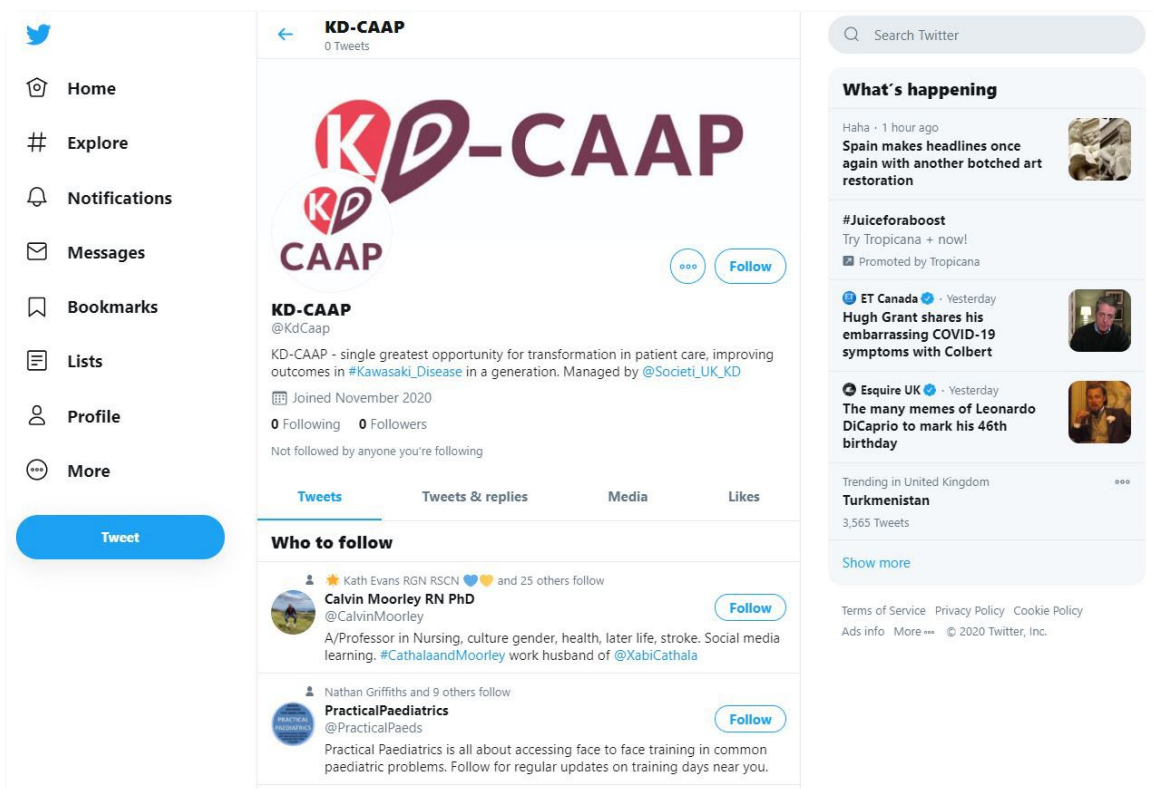 Home
Explore
Notifications
Messages
Bookmarks
Lists
Profile
More
Tweet
KD-CAAP
0 Tweets
KD-CAAP
KD
CAAP
Follow
KD-CAAP
@KdCaap
KD-CAAP - single greatest opportunity for transformation in patient care, improving
outcomes in #Kawasaki_Disease in a generation. Managed by @Societi_UK_KD
Joined November 2020
0 Following 0 Followers
Not followed by anyone you're following
Tweets Tweets & replies Media Likes
Who to follow
Kath Evans RGN RSCN and 25 others follow
Calvin Moorley RN PhD
@CalvinMoorley
Follow
A/Professor in Nursing, culture gender, health, later life, stroke. Social media
learning. #CathalaandMoorley work husband of @XabiCathala
Nathan Griffiths and 9 others follow
PracticalPaediatrics
@PracticalPaeds
Follow
PRACTICAL
PAEDIATRICS
Practical Paediatrics is all about accessing face to face training in common
paediatric problems. Follow for regular updates on training days near you.
Search Twitter
What´s happening
Haha · 1 hour ago
Spain makes headlines once
again with another botched art
restoration
#Juiceforaboost
Try Tropicana + now!
Promoted by Tropicana
ET Canada · Yesterday
Hugh Grant shares his
embarrassing COVID-19
symptoms with Colbert
Esquire UK · Yesterday
The many memes of Leonardo
DiCaprio to mark his 46th
birthday
Trending in United Kingdom
Turkmenistan
3,565 Tweets
Show more
Terms of Service Privacy Policy Cookie Policy
Ads info More © 2020 Twitter, Inc.